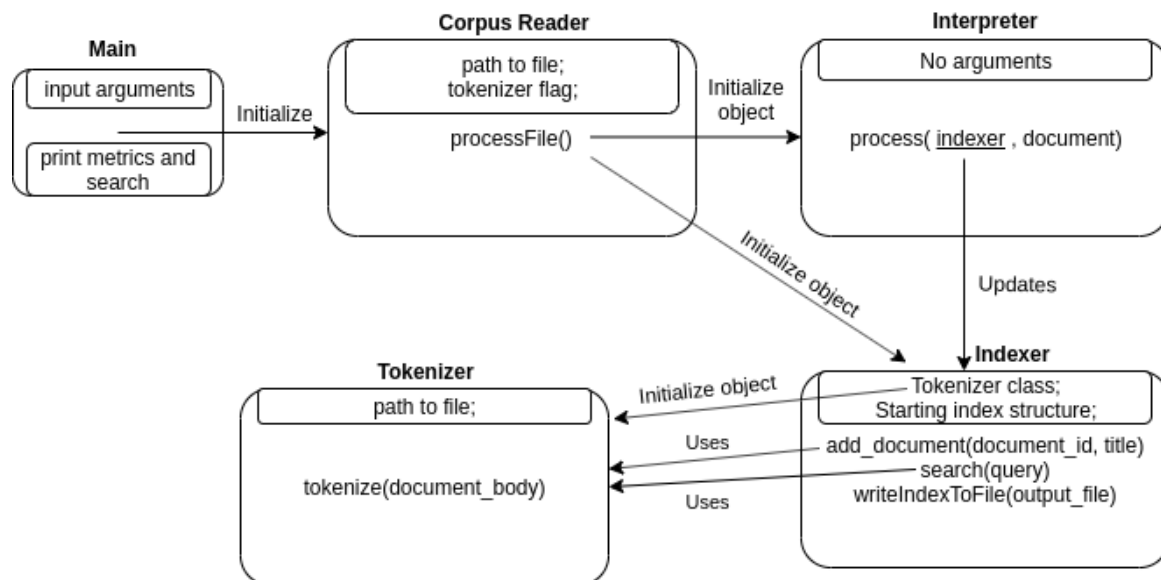 Main
input arguments
print metrics and
search
Initialize
Corpus Reader
path to file;
tokenizer flag;
processFile()
Initialize
object
Interpreter
No arguments
process( indexer , document)
Initialize object
Updates
Indexer
Tokenizer class;
Starting index structure;
add_document(document_id, title)
search(query)
writeIndexToFile(output_file)
Initialize object
Uses
Uses
Tokenizer
path to file;
tokenize(document_body)